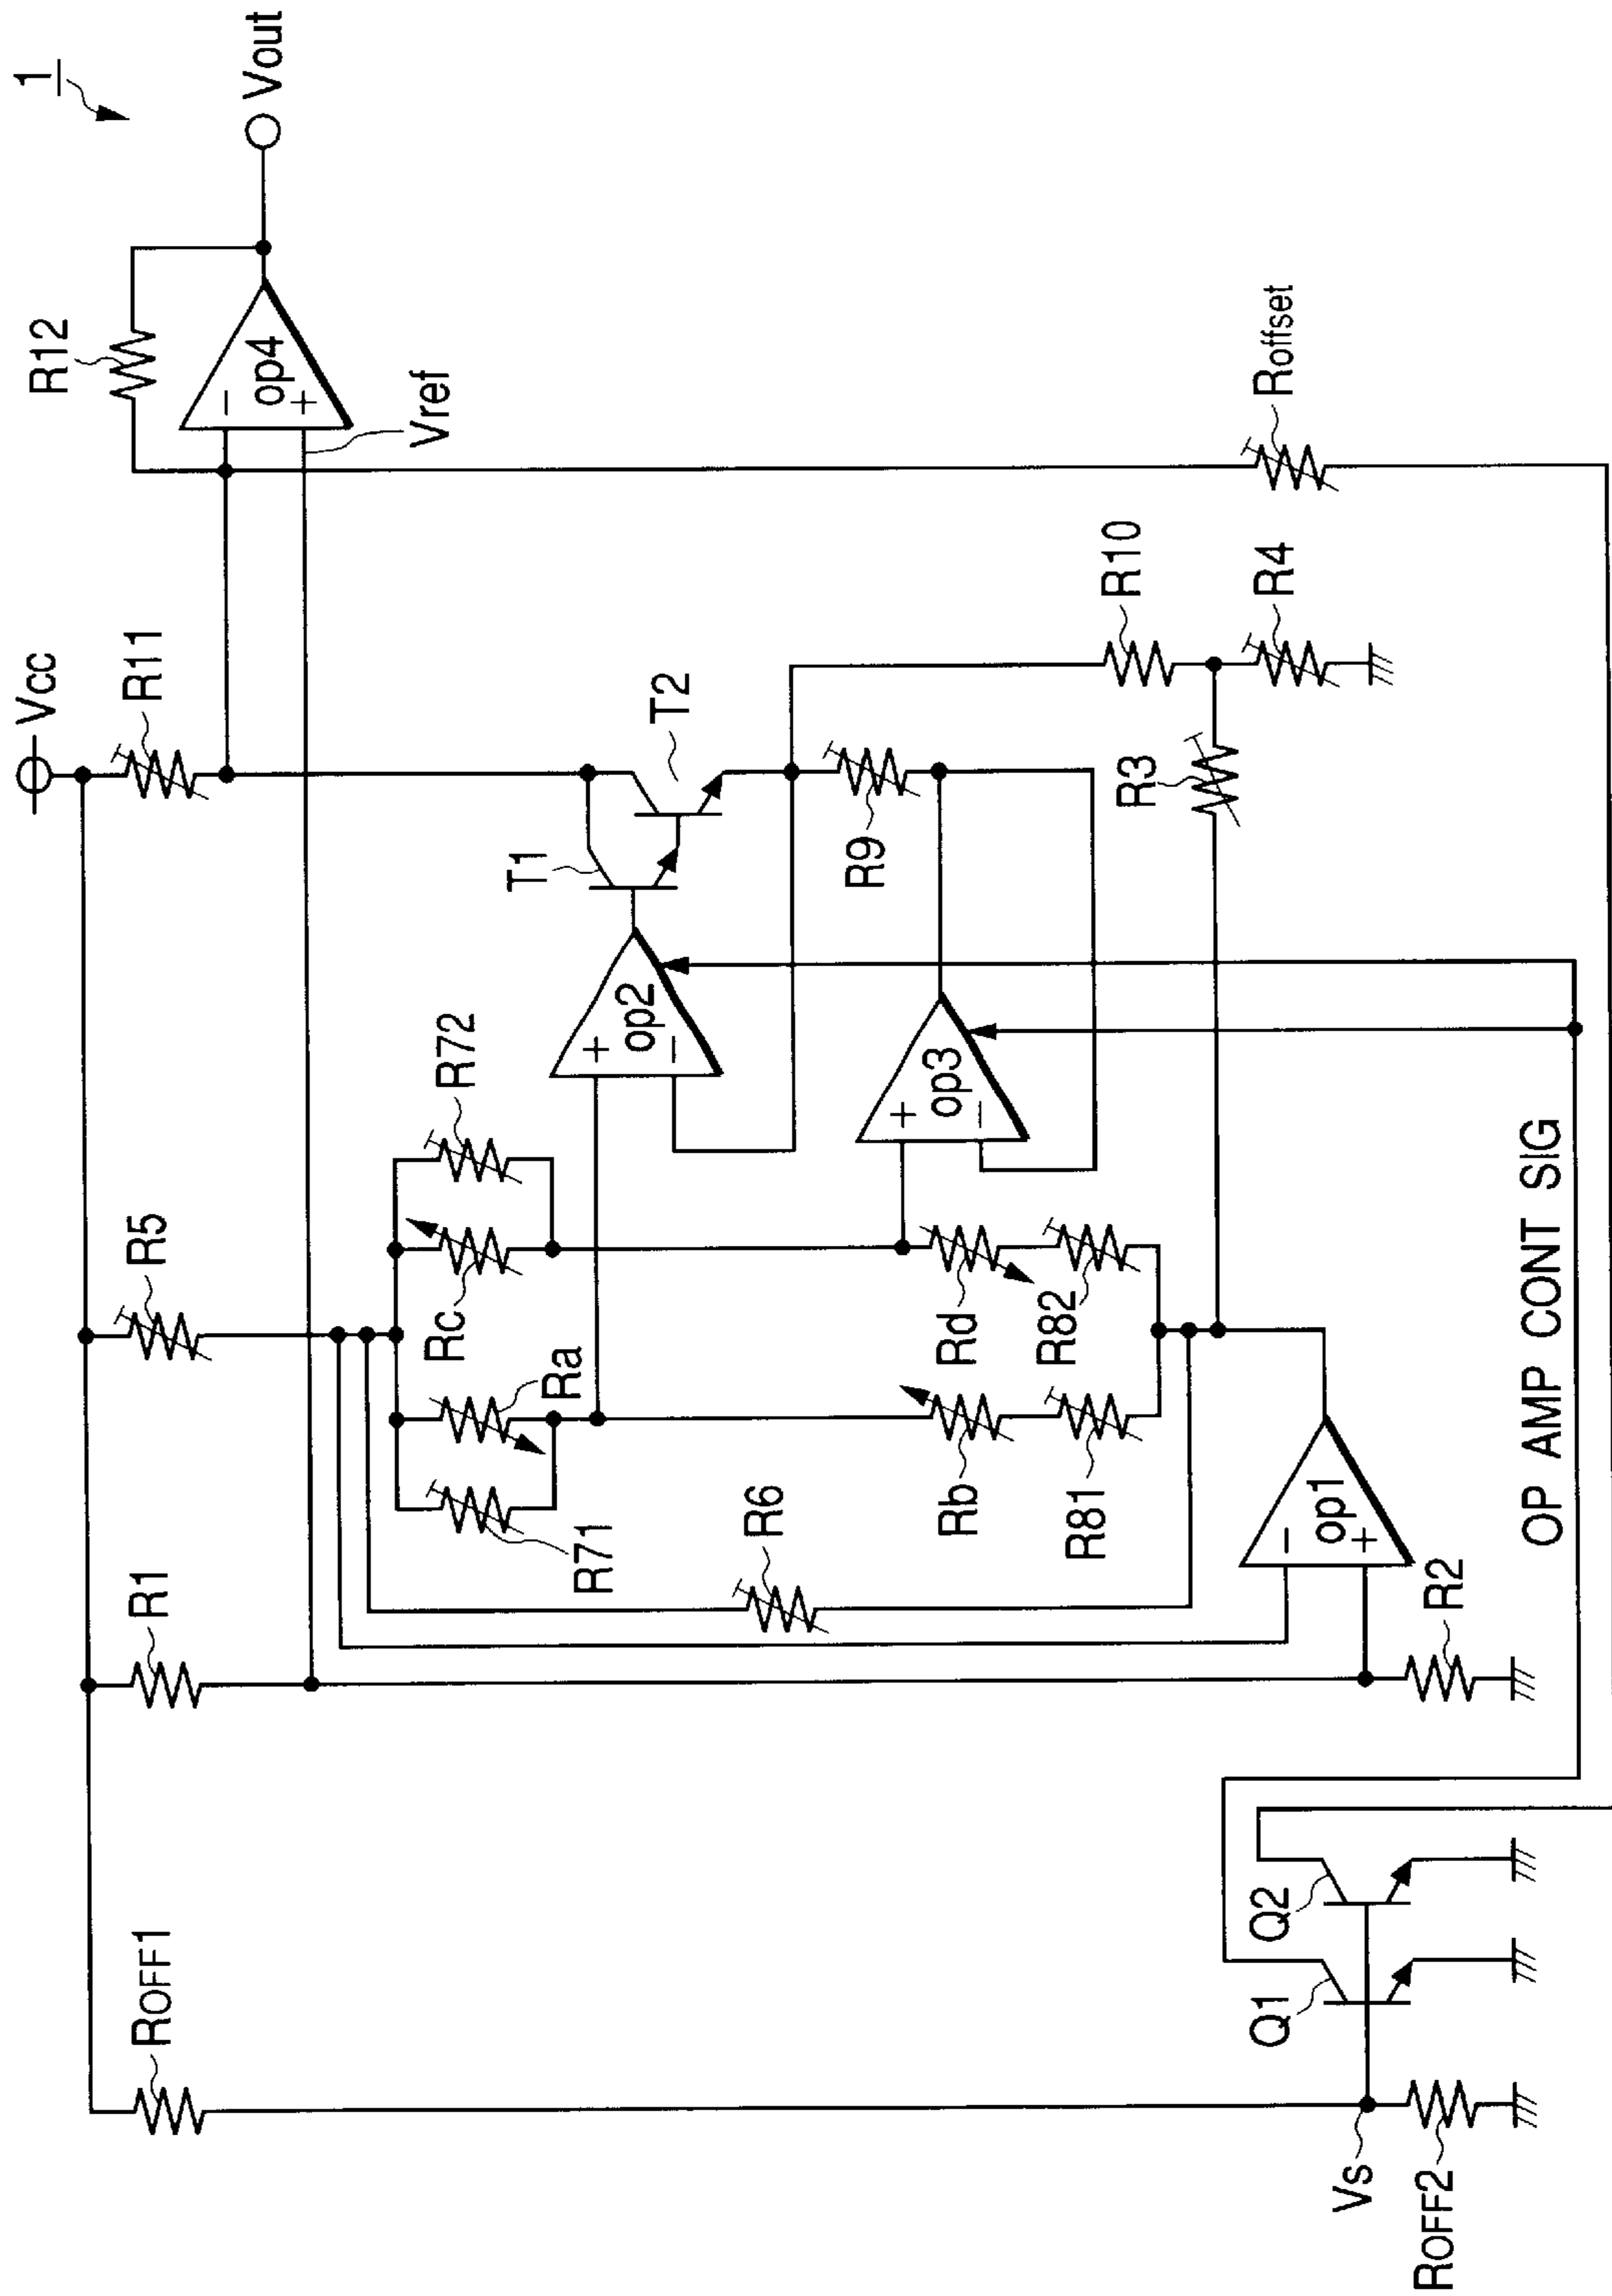 1
Vcc
Vout
R12
op4
−
+
Vref
R11
R5
R1
ROFF1
T1
T2
R72
Rc
Ra
R71
op2
+
−
R9
op3
+
−
R10
R3
R4
Roffset
R6
Rb
R81
Rd
R82
op1
−
+
R2
Q1
Q2
Vs
ROFF2
OP AMP CONT SIG